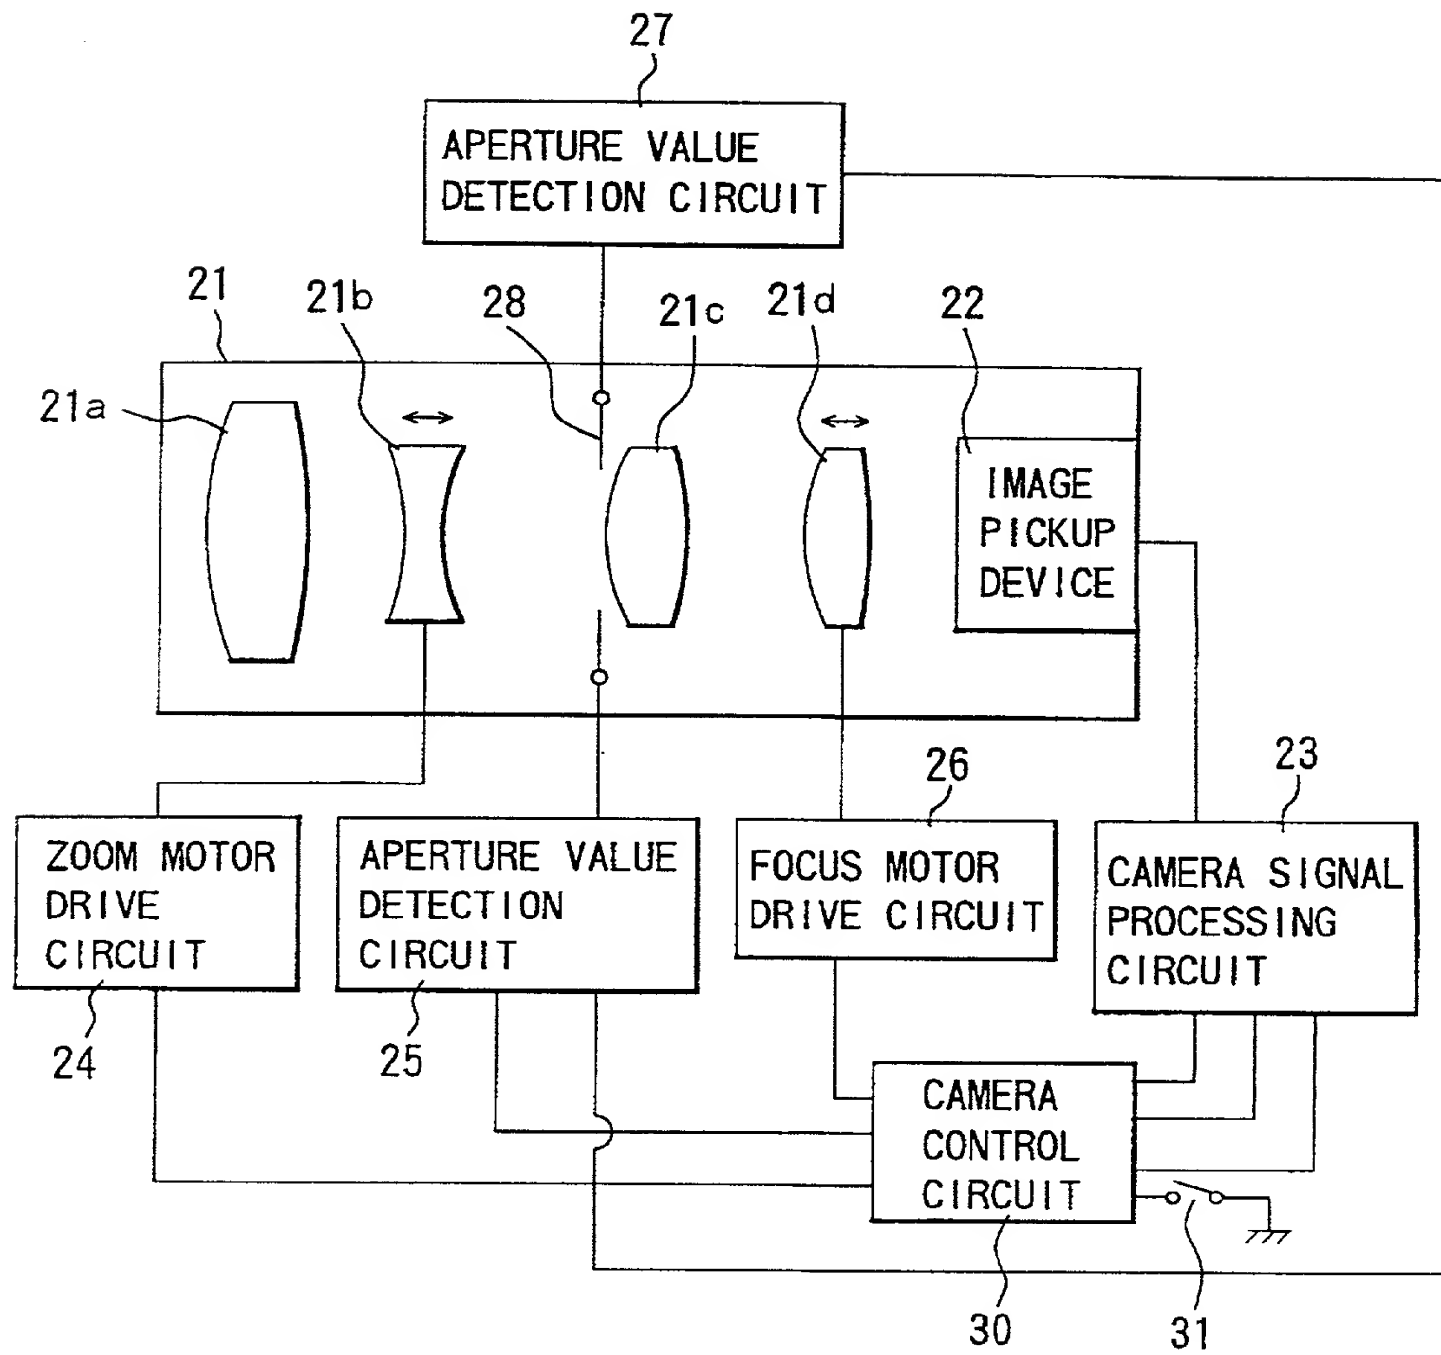 27
APERTURE VALUE
DETECTION CIRCUIT
21
21b
28
21c
21d
22
21a
IMAGE
PICKUP
DEVICE
26
23
ZOOM MOTOR
DRIVE
CIRCUIT
APERTURE VALUE
DETECTION
CIRCUIT
FOCUS MOTOR
DRIVE CIRCUIT
CAMERA SIGNAL
PROCESSING
CIRCUIT
24
25
CAMERA
CONTROL
CIRCUIT
30
31